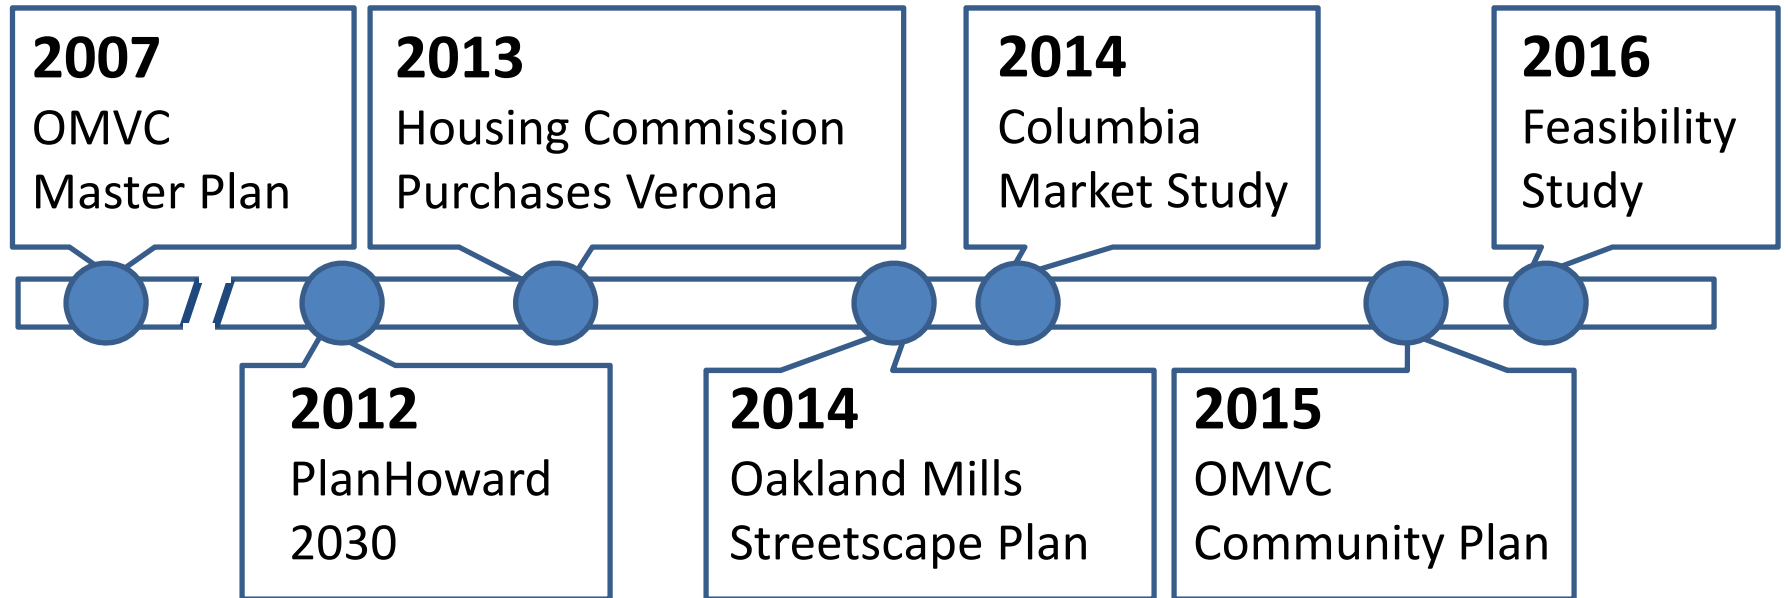 2007
OMVC
Master Plan
2013
Housing Commission
Purchases Verona
2014
Columbia
Market Study
2016
Feasibility
Study
2012
PlanHoward
2030
2014
Oakland Mills
Streetscape Plan
2015
OMVC
Community Plan